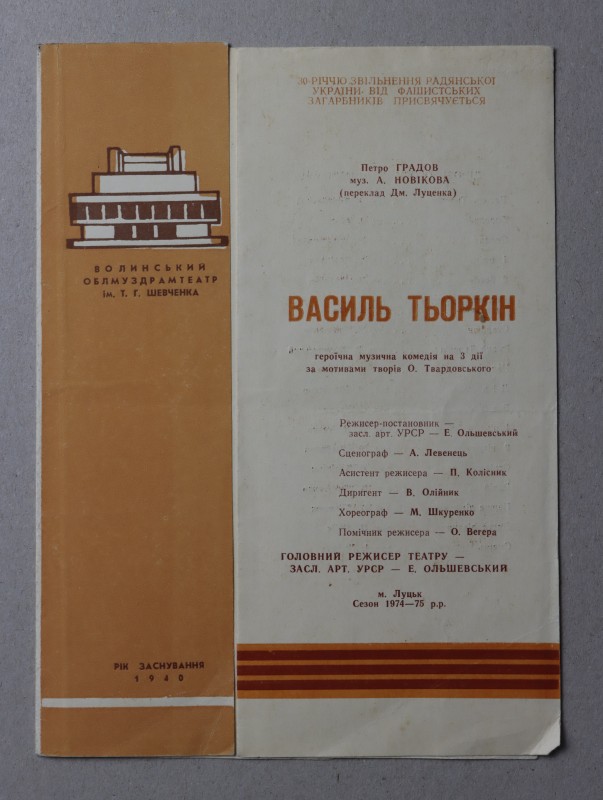 ВОЛИНСЬКИЙ
ОБЛМУЗДРАМТЕАТР
ІМ. Т. Г. ШЕВЧЕНКА
РІК ЗАСНУВАННЯ
1940
30-РІЧЧЮ ЗВІЛЬНЕННЯ РАДЯНСЬКОЇ
УКРАЇНИ ВІД ФАШИСТСЬКИХ
ЗАГАРБНИКІВ ПРИСВЯЧУЄТЬСЯ
Петро ГРАДОВ
муз. А. НОВІКОВА
(переклад Дм. Луценка)
ВАСИЛЬ ТЬОРКІН
героїчна музична комедія на 3 дії
за мотивами творів О. Твардовського
Режисер-постановник —
засл. арт. УРСР — Е. Ольшевський
Сценограф — А. Левенець
Асистент режисера — П. Колісник
Диригент — В. Олійник
Хореограф — М. Шкуренко
Помічник режисера — О. Вегера
ГОЛОВНИЙ РЕЖИСЕР ТЕАТРУ —
ЗАСЛ. АРТ. УРСР — Е. ОЛЬШЕВСЬКИЙ
м. Луцьк
Сезон 1974—75 р.р.